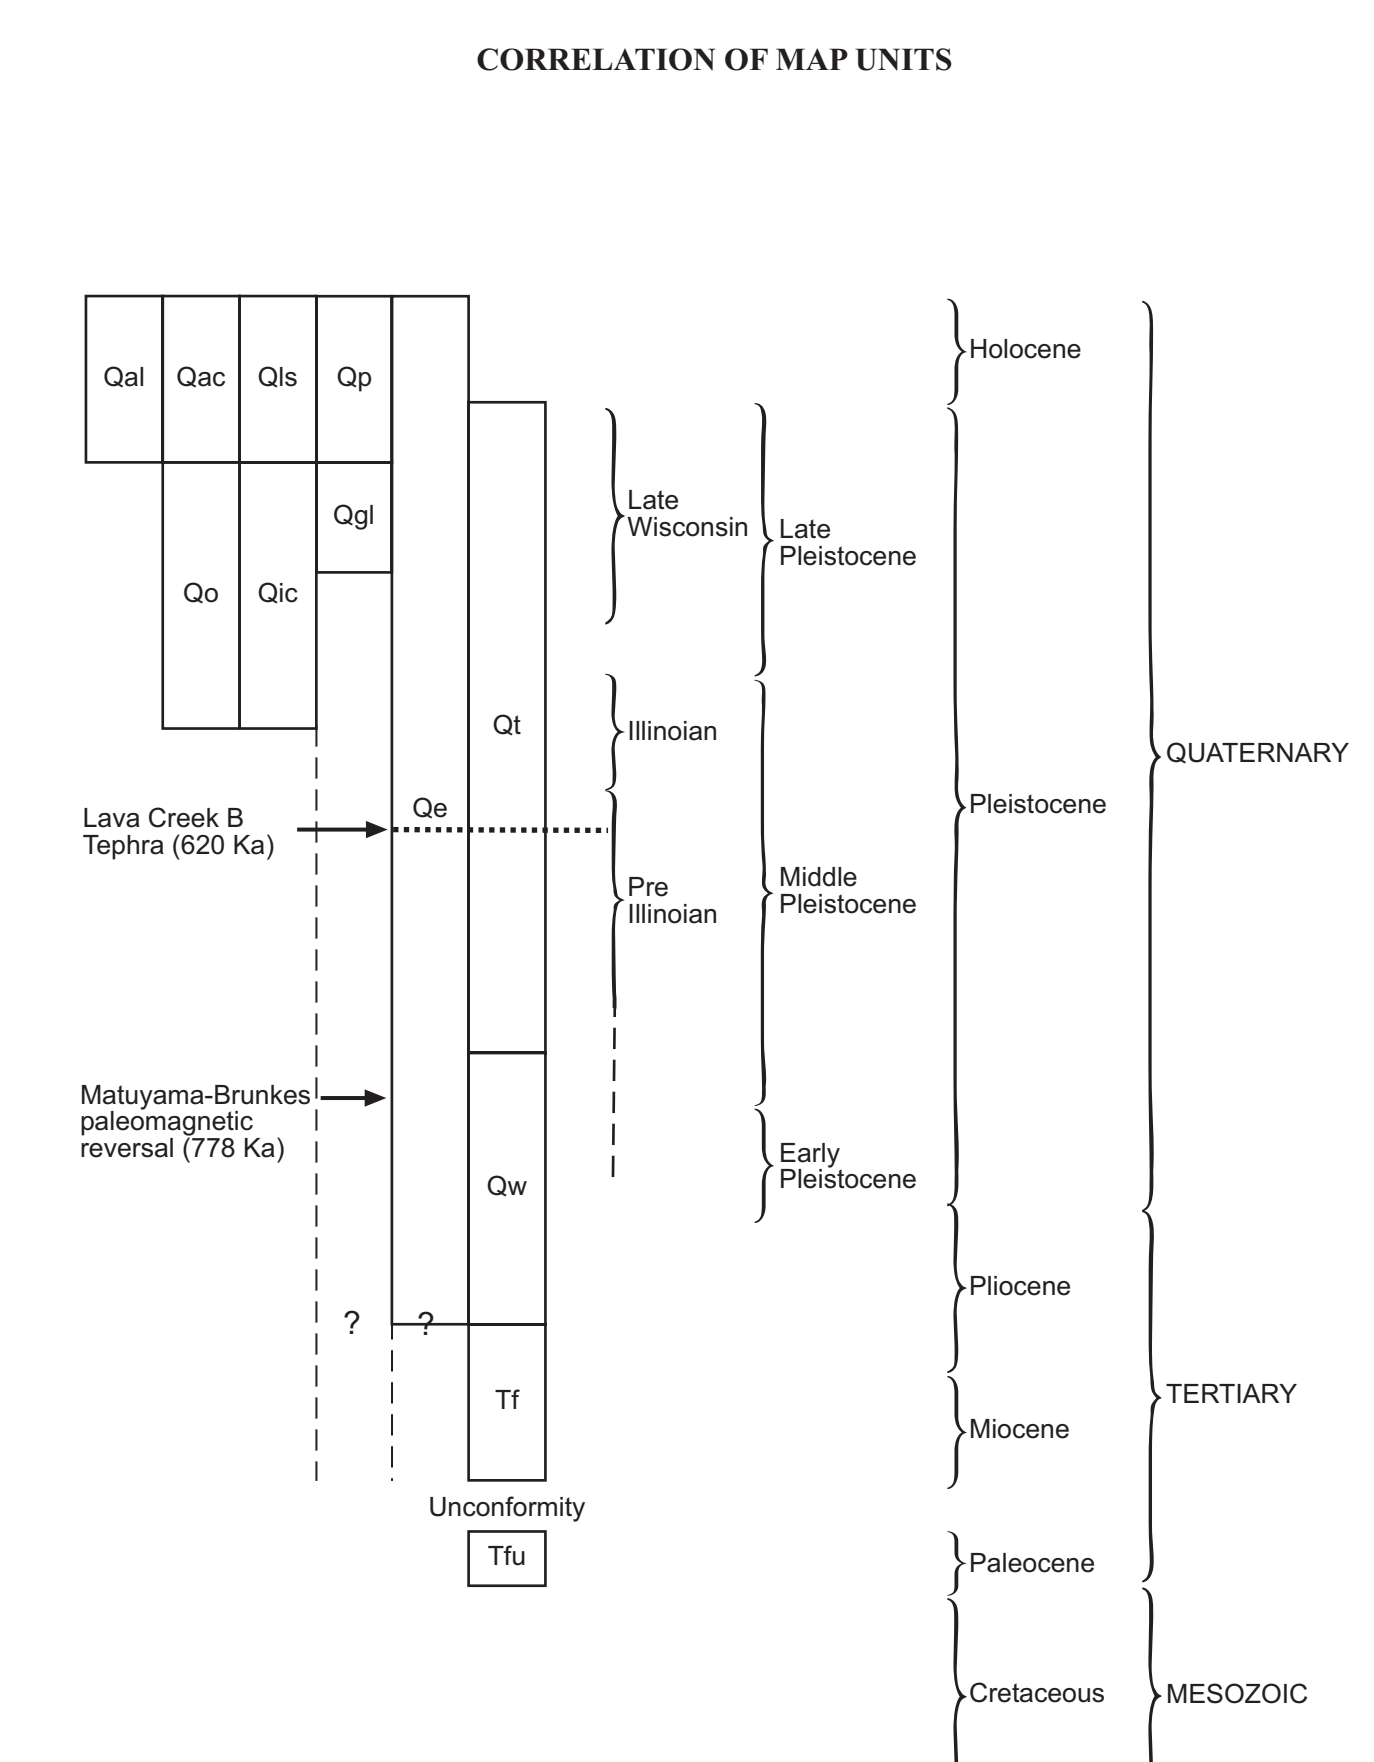 CORRELATION OF MAP UNITS
Qal
Qac
Qls
Qp
Holocene
Qgl
Late
Wisconsin
Late
Pleistocene
Qo
Qic
Qt
Illinoian
QUATERNARY
Lava Creek B
Tephra (620 Ka)
Qe
Pleistocene
Pre
Illinoian
Middle
Pleistocene
Matuyama-Brunkes
paleomagnetic
reversal (778 Ka)
Early
Pleistocene
Qw
Pliocene
?
?
Tf
TERTIARY
Miocene
Unconformity
Tfu
Paleocene
Cretaceous
MESOZOIC